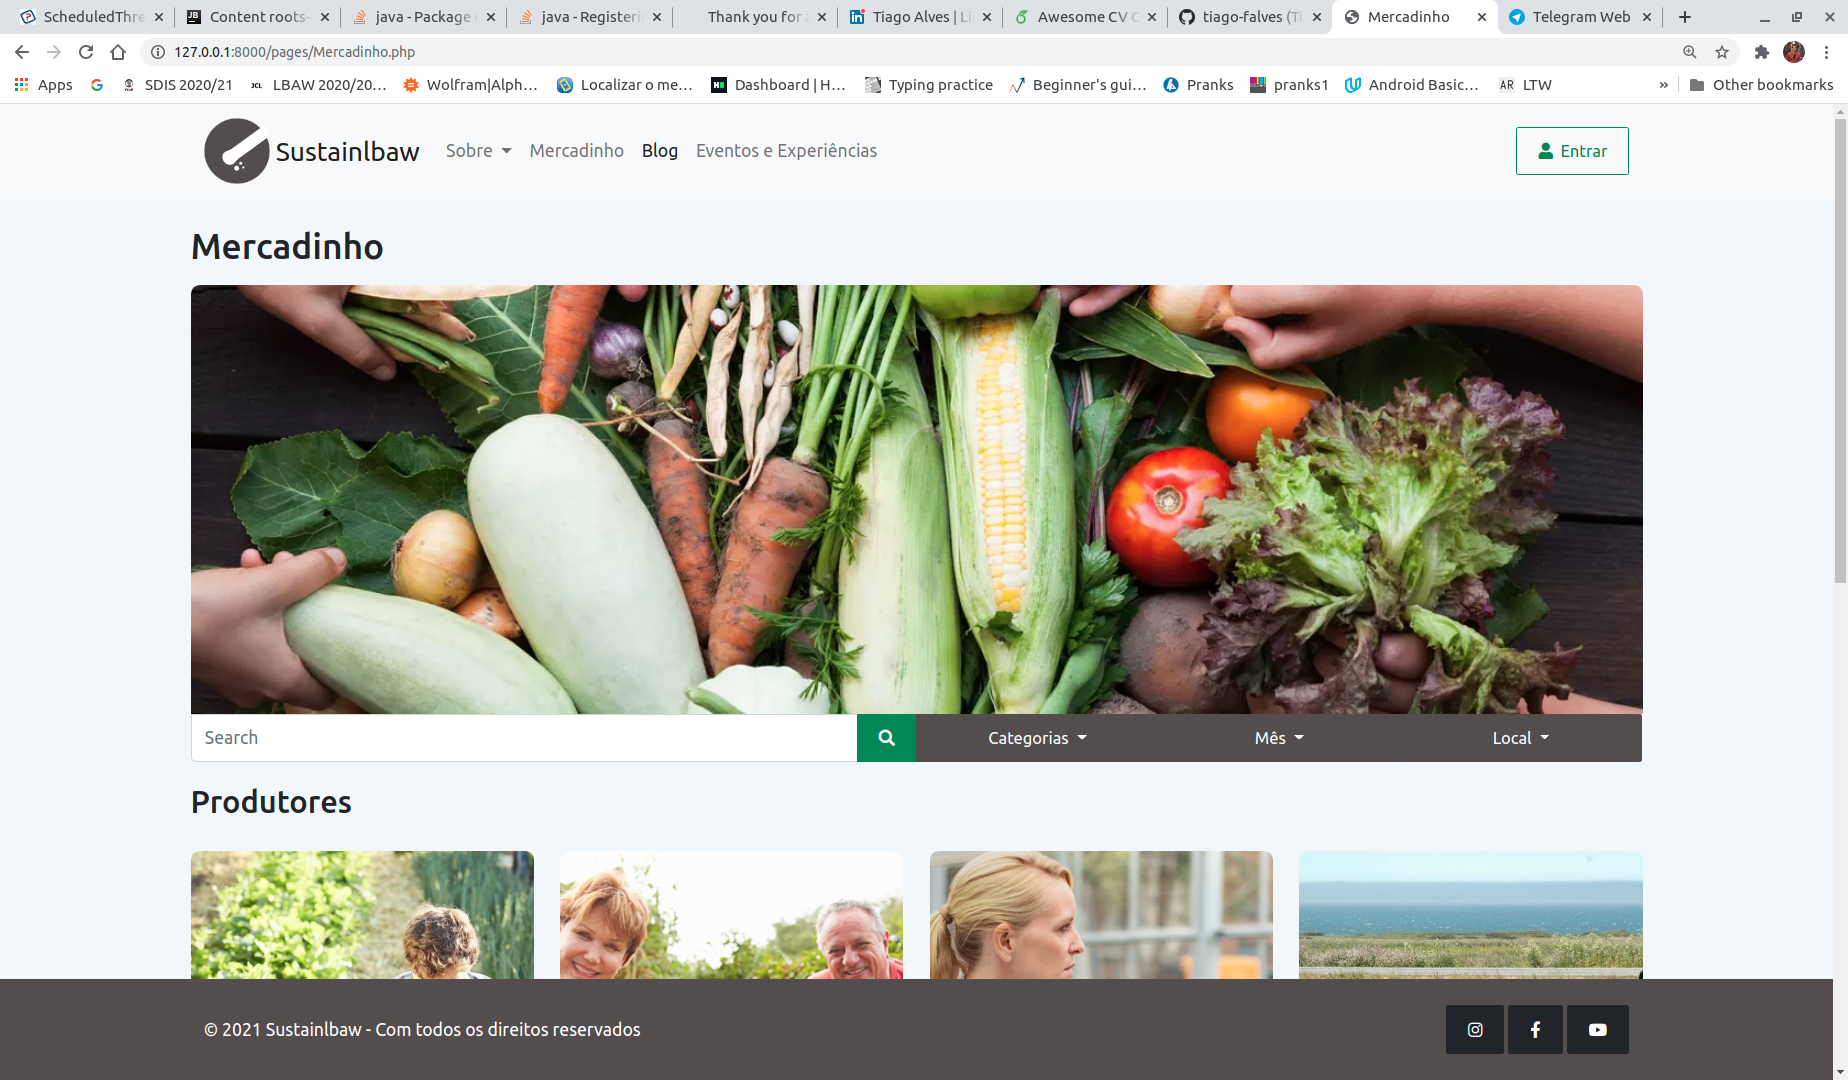 ScheduledThre
Content roots-
java - Package
java - Registeri
Thank you for
Tiago Alves | Li
Awesome CV
tiago-falves (Ti
Mercadinho
Telegram Web
127.0.0.1:8000/pages/Mercadinho.php
Apps
SDIS 2020/21
LBAW 2020/20...
Wolfram|Alph...
Localizar o me...
Dashboard | H...
Typing practice
Beginner's gui...
Pranks
pranks1
Android Basic...
AR LTW
»
Other bookmarks
Sustainlbaw
Sobre
Mercadinho
Blog
Eventos e Experiências
Entrar
Mercadinho
Search
Categorias
Mês
Local
Produtores
© 2021 Sustainlbaw - Com todos os direitos reservados